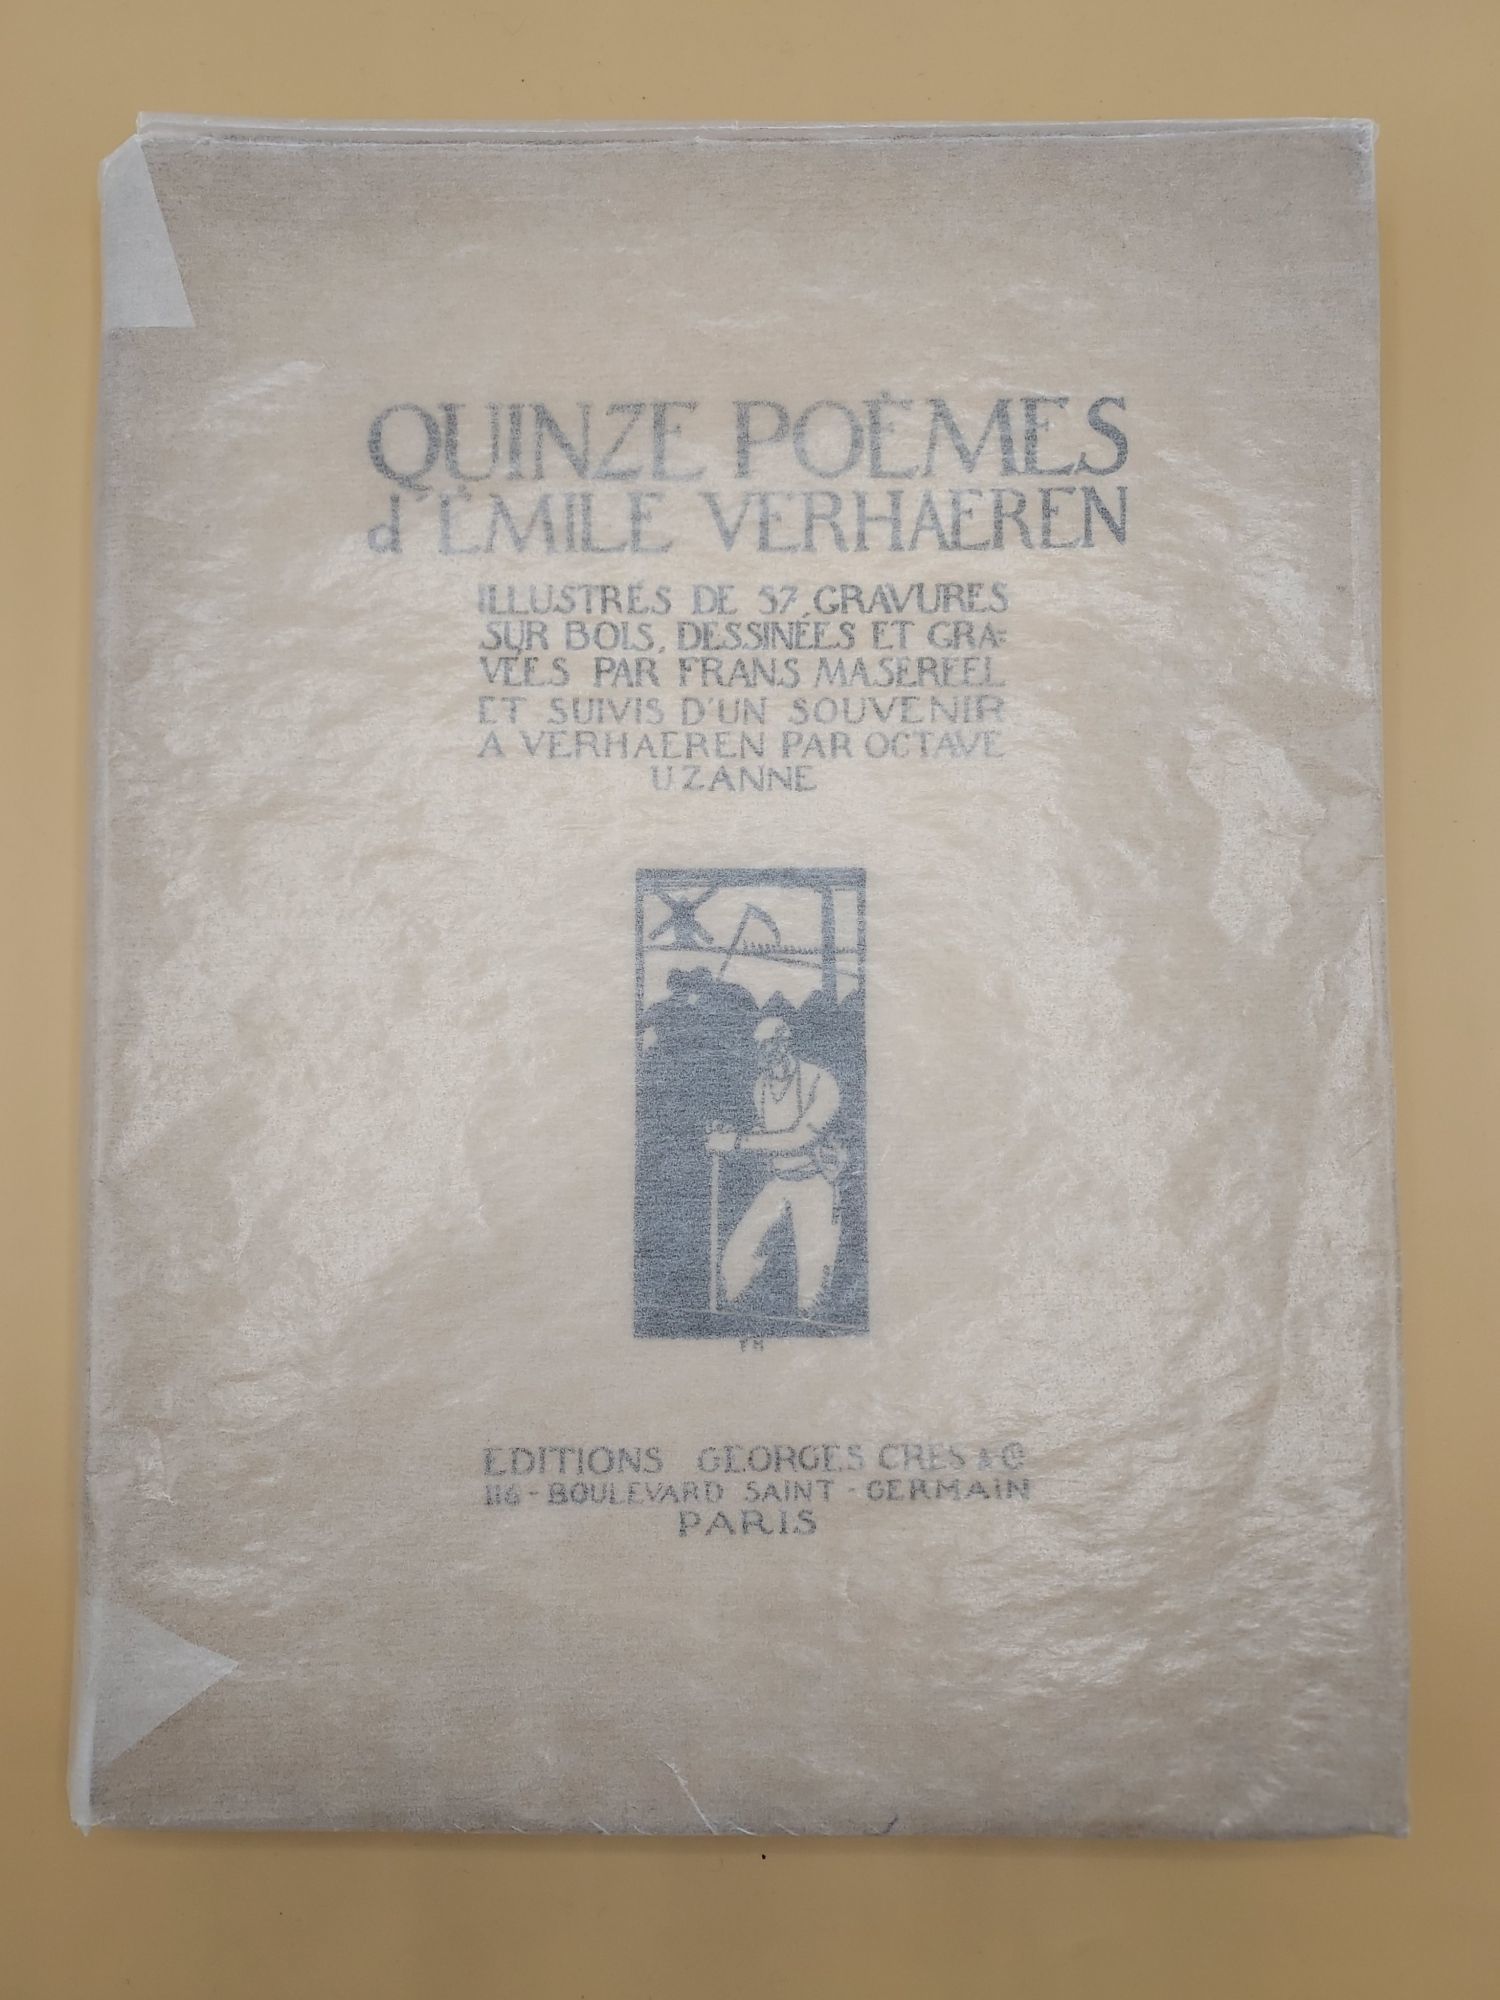 QUINZE POÈMES
d'ÉMILE VERHAEREN
ILLUSTRÉS DE 57 GRAVURES
SUR BOIS, DESSINÉES ET GRA=
VÉES PAR FRANS MASEREEL
ET SUIVIS D'UN SOUVENIR
A VERHAEREN PAR OCTAVE
UZANNE
FM
EDITIONS GEORGES CRES & Cie
116 - BOULEVARD SAINT - GERMAIN
PARIS